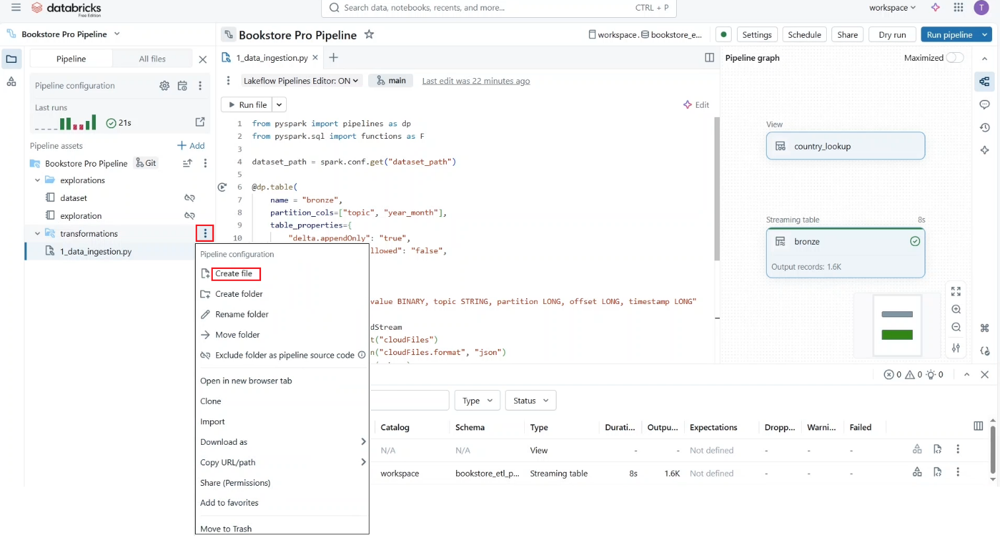 databricks
Free Edition
Search data, notebooks, recents, and more...
CTRL + P
workspace
T
Bookstore Pro Pipeline
Bookstore Pro Pipeline
workspace.bookstore_e...
Settings
Schedule
Share
Dry run
Run pipeline
Pipeline
All files
1_data_ingestion.py
Pipeline graph
Maximized
Pipeline configuration
Lakeflow Pipelines Editor: ON
main
Last edit was 22 minutes ago
Last runs
21s
Run file
Edit
Pipeline assets
Add
Bookstore Pro Pipeline
Git
explorations
dataset
exploration
transformations
1_data_ingestion.py
1 from pyspark import pipelines as dp
2 from pyspark.sql import functions as F
3
4 dataset_path = spark.conf.get("dataset_path")
5
6 @dp.table(
7 name = "bronze",
8 partition_cols=["topic", "year_month"],
9 table_properties={
10 "delta.appendOnly": "true",
llowed": "false",
value BINARY, topic STRING, partition LONG, offset LONG, timestamp LONG"
dStream
t("cloudFiles")
n("cloudFiles.format", "json")
View
country_lookup
Streaming table
8s
bronze
Output records: 1.6K
Pipeline configuration
Create file
Create folder
Rename folder
Move folder
Exclude folder as pipeline source code
Open in new browser tab
Clone
Import
Download as
Copy URL/path
Share (Permissions)
Add to favorites
Move to Trash
0 0 0
Type
Status
Catalog Schema Type Durati... Outpu... Expectations Dropp... Warni... Failed
N/A N/A View - - Not defined - - -
workspace bookstore_etl_p... Streaming table 8s 1.6K Not defined - - -